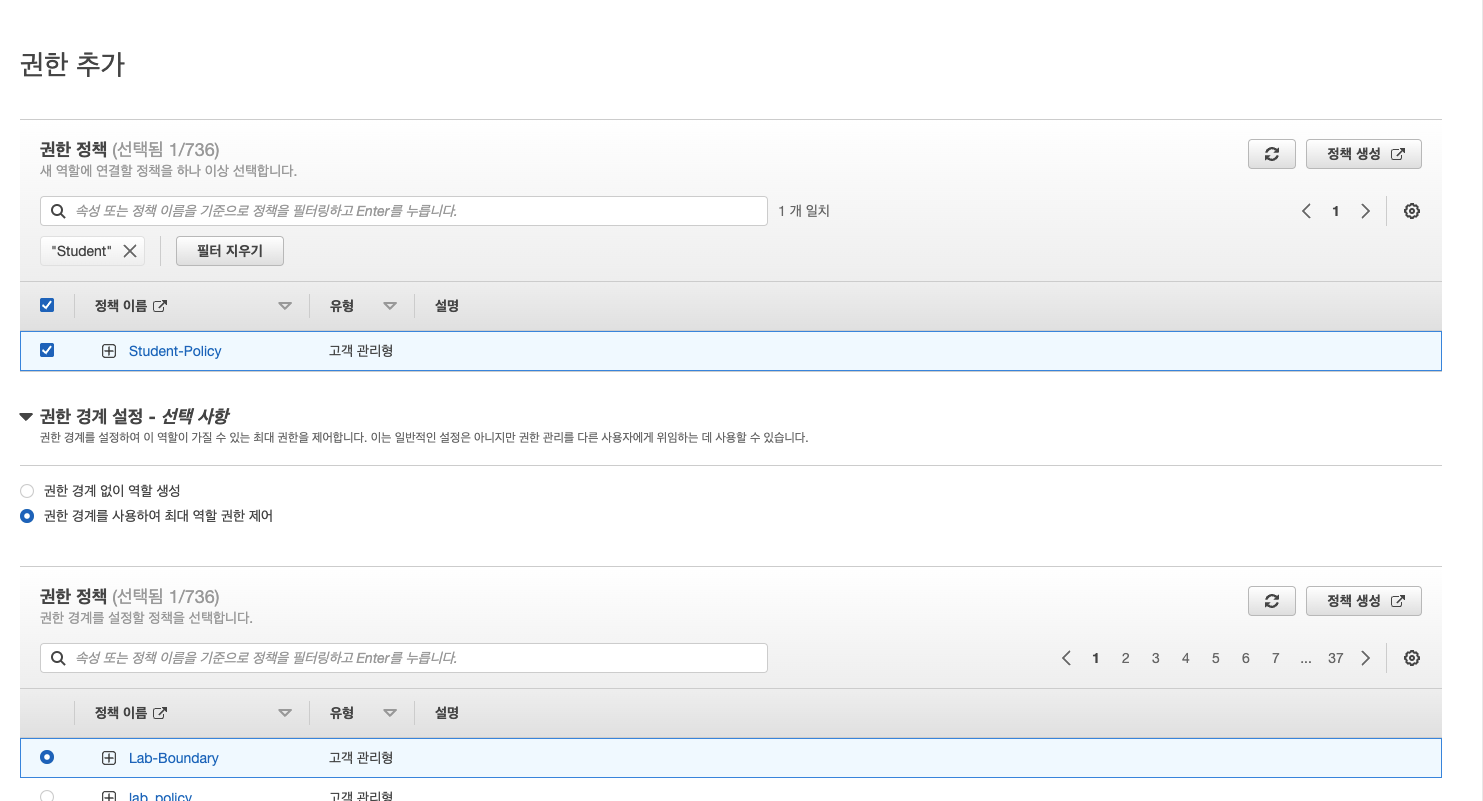 권한 추가
권한 정책 (선택됨 1/736)
새 역할에 연결할 정책을 하나 이상 선택합니다.
정책 생성
속성 또는 정책 이름을 기준으로 정책을 필터링하고 Enter를 누릅니다.
1 개 일치
1
"Student"
필터 지우기
정책 이름 유형 설명
Student-Policy 고객 관리형
권한 경계 설정 - 선택 사항
권한 경계를 설정하여 이 역할이 가질 수 있는 최대 권한을 제어합니다. 이는 일반적인 설정은 아니지만 권한 관리를 다른 사용자에게 위임하는 데 사용할 수 있습니다.
권한 경계 없이 역할 생성
권한 경계를 사용하여 최대 역할 권한 제어
권한 정책 (선택됨 1/736)
권한 경계를 설정할 정책을 선택합니다.
정책 생성
속성 또는 정책 이름을 기준으로 정책을 필터링하고 Enter를 누릅니다.
1 2 3 4 5 6 7 ... 37
정책 이름 유형 설명
Lab-Boundary 고객 관리형
lab_policy 고객 관리형